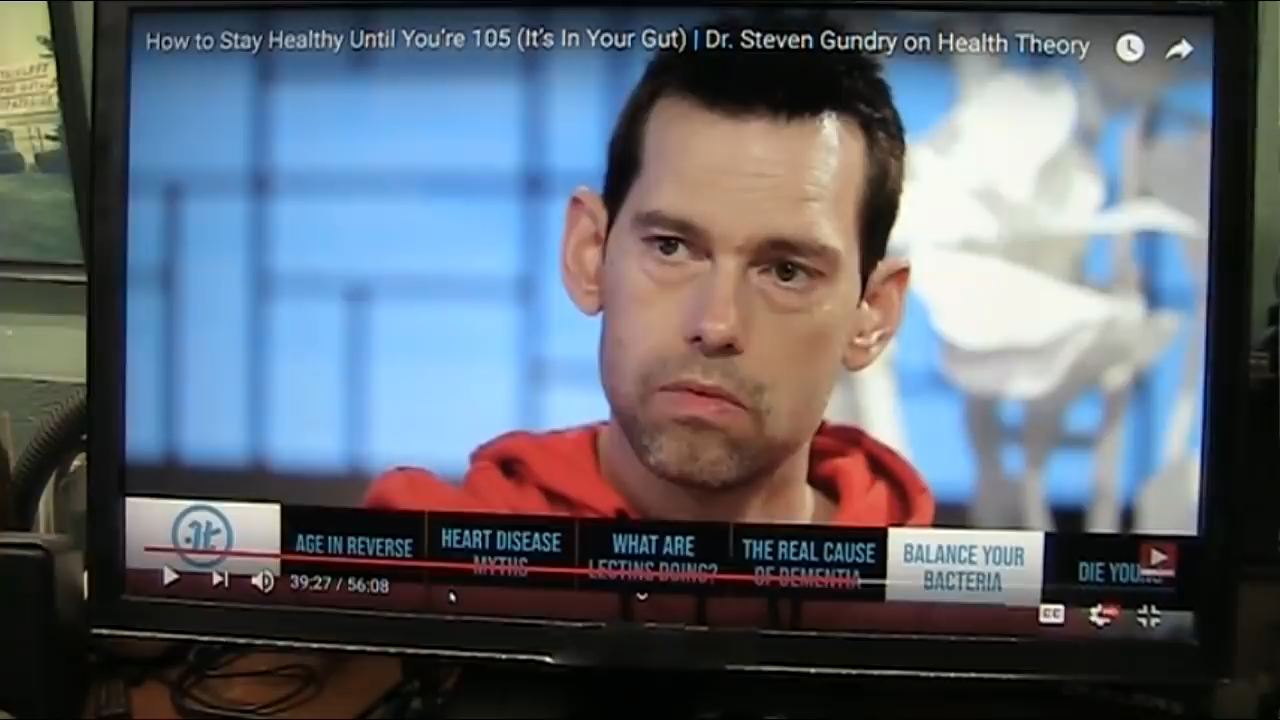 How to Stay Healthy Until You're 105 (It's In Your Gut) | Dr. Steven Gundry on Health Theory
AGE IN REVERSE
HEART DISEASE
MYTHS
WHAT ARE
LECTINS DOING?
THE REAL CAUSE
OF DEMENTIA
BALANCE YOUR
BACTERIA
DIE
39:27 / 56:08
CC
HD